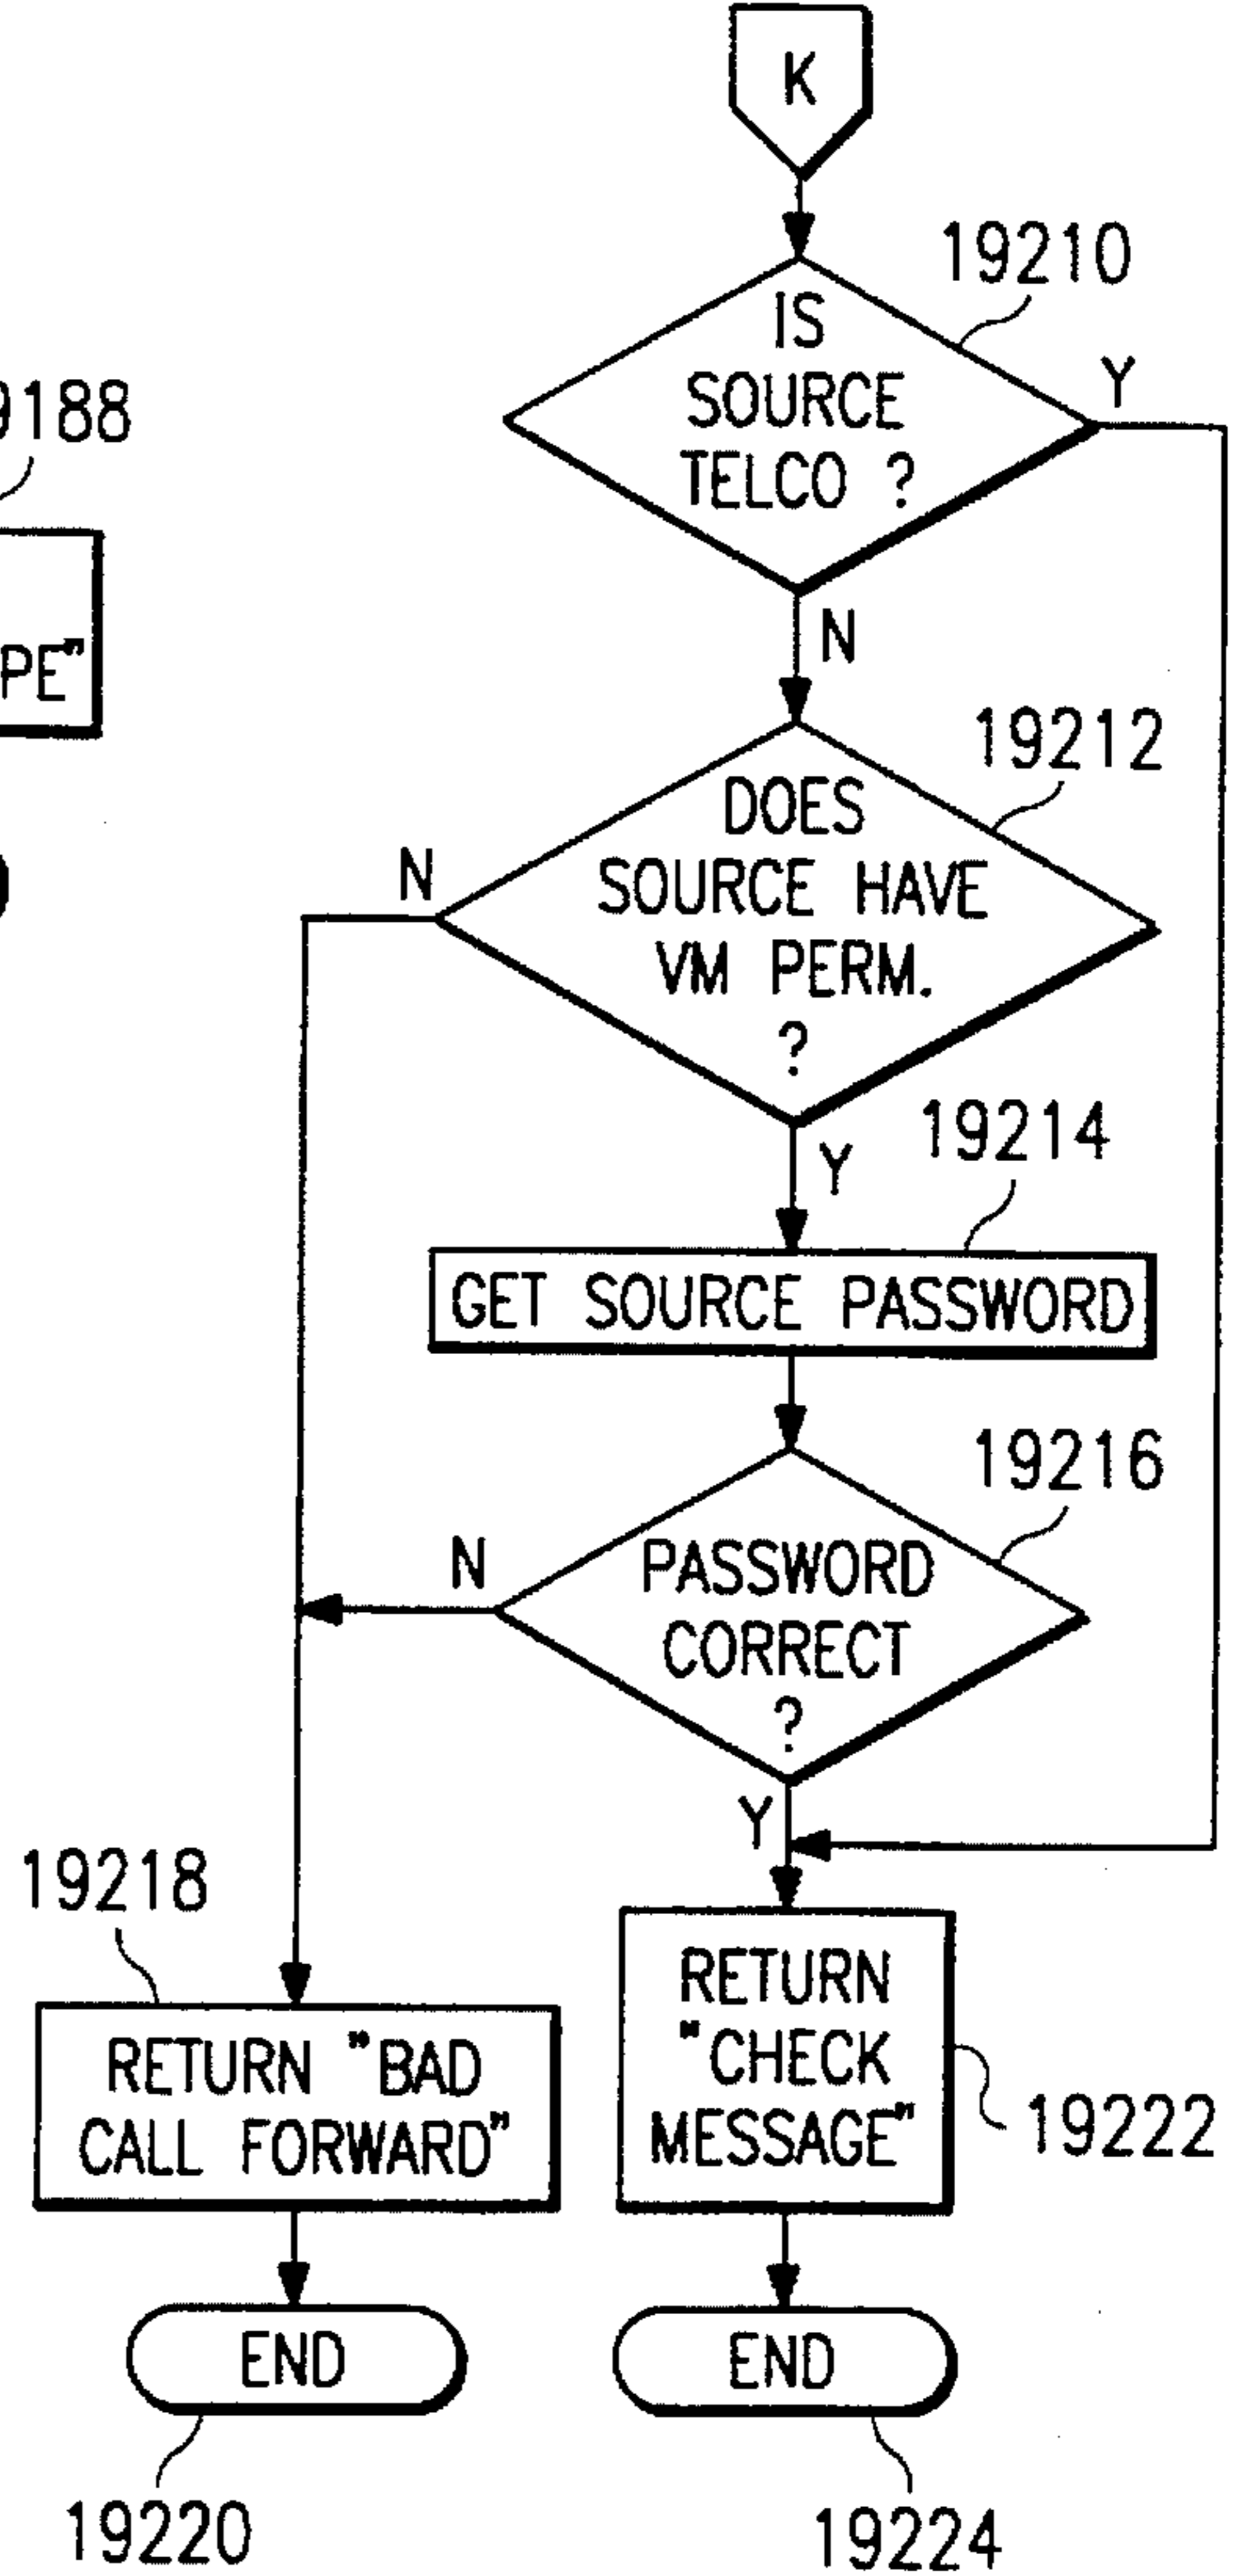 K
19210
IS
SOURCE
TELCO ?
Y
9188
N
PE"
19212
DOES
SOURCE HAVE
VM PERM.
?
N
Y
19214
GET SOURCE PASSWORD
19216
PASSWORD
CORRECT
?
N
Y
19218
RETURN "BAD
CALL FORWARD"
RETURN
"CHECK
MESSAGE"
19222
END
END
19220
19224